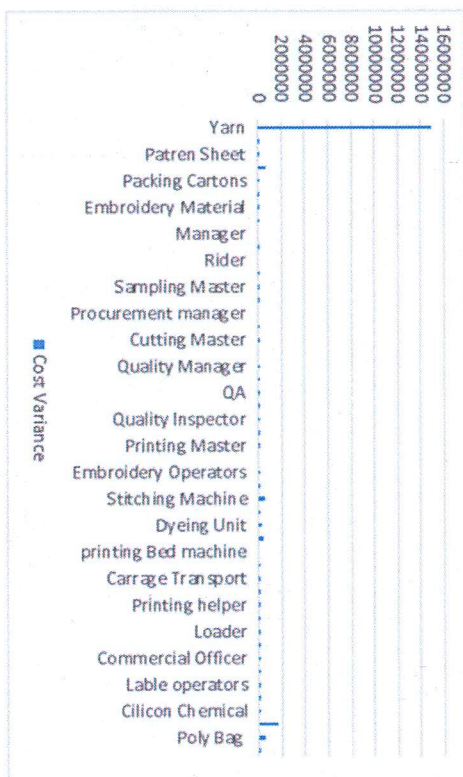 16000000
14000000
12000000
10000000
8000000
6000000
4000000
2000000
0
Yarn
Patren Sheet
Packing Cartons
Embroidery Material
Manager
Rider
Sampling Master
Procurement manager
Cutting Master
Quality Manager
QA
Quality Inspector
Printing Master
Embroidery Operators
Stitching Machine
Dyeing Unit
printing Bed machine
Carrage Transport
Printing helper
Loader
Commercial Officer
Lable operators
Cilicon Chemical
Poly Bag
Cost Variance